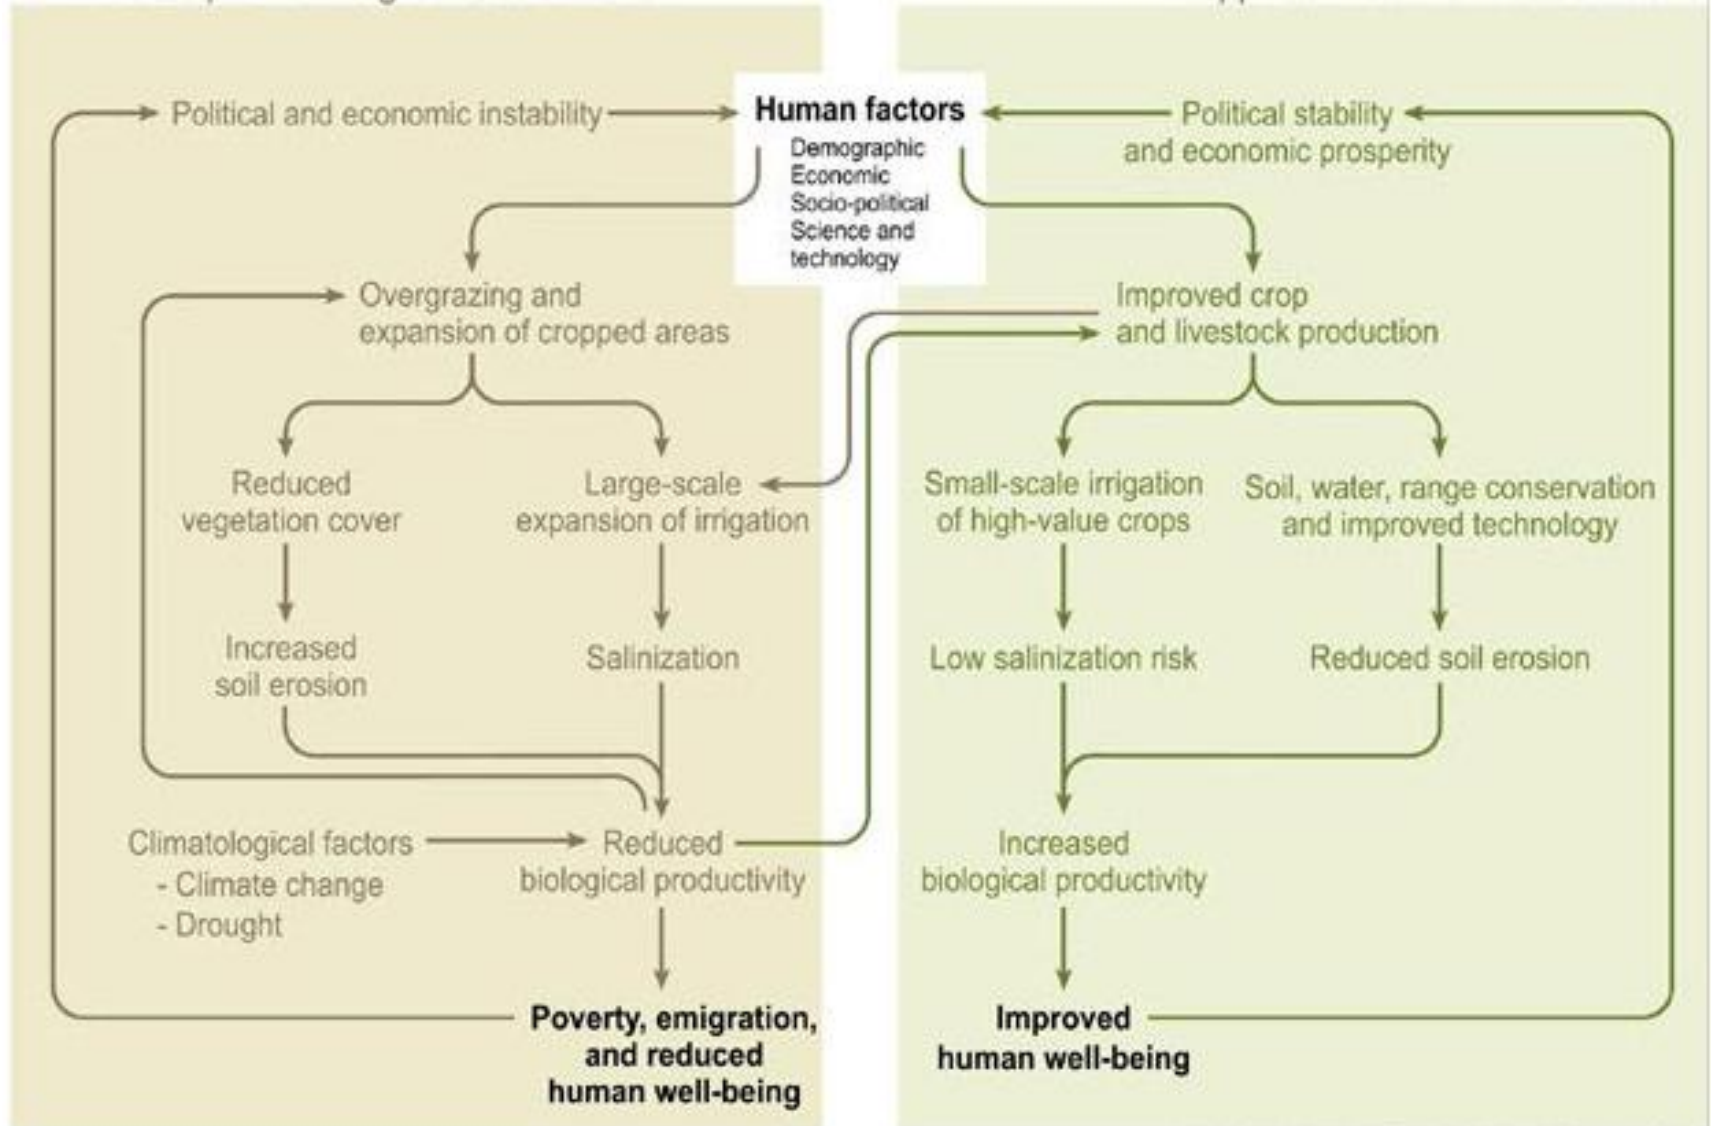 Political and economic instability
Human factors
Demographic
Economic
Socio-political
Science and
technology
Political stability
and economic prosperity
Overgrazing and
expansion of cropped areas
Improved crop
and livestock production
Reduced
vegetation cover
Large-scale
expansion of irrigation
Small-scale irrigation
of high-value crops
Soil, water, range conservation
and improved technology
Increased
soil erosion
Salinization
Low salinization risk
Reduced soil erosion
Climatological factors
- Climate change
- Drought
Reduced
biological productivity
Increased
biological productivity
Poverty, emigration,
and reduced
human well-being
Improved
human well-being